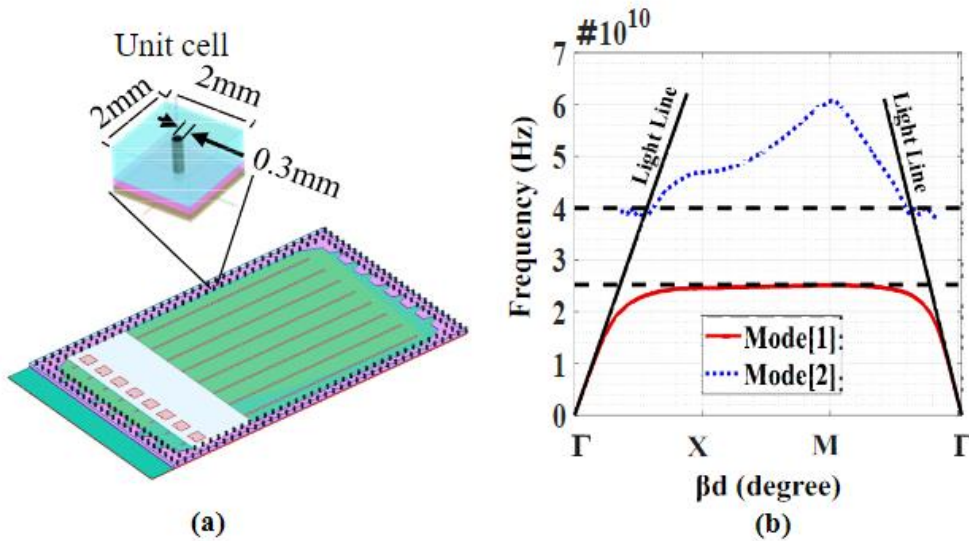 Unit cell
2mm
2mm
0.3mm
(a)
#10^10
7
6
5
4
3
2
1
0
Frequency (Hz)
Light Line
Light Line
Mode[1]
Mode[2]
Γ
X
M
Γ
βd (degree)
(b)